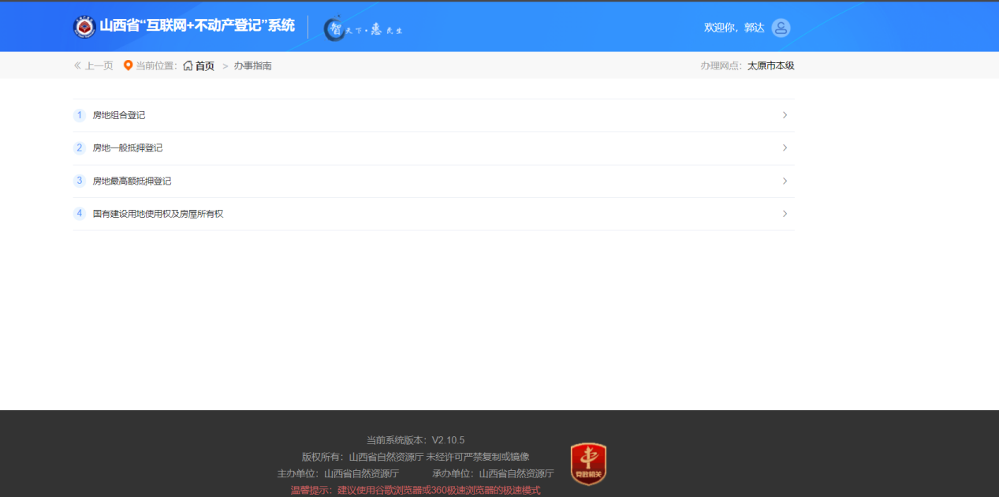 山西省“互联网+不动产登记”系统
智天下·惠民生
欢迎你，郭达
上一页 当前位置： 首页 > 办事指南
办理网点：太原市本级
1 房地组合登记
2 房地一般抵押登记
3 房地最高额抵押登记
4 国有建设用地使用权及房屋所有权
当前系统版本：V2.10.5
版权所有：山西省自然资源厅 未经许可严禁复制或镜像
主办单位：山西省自然资源厅 承办单位：山西省自然资源厅
温馨提示：建议使用谷歌浏览器或360极速浏览器的极速模式
党政机关